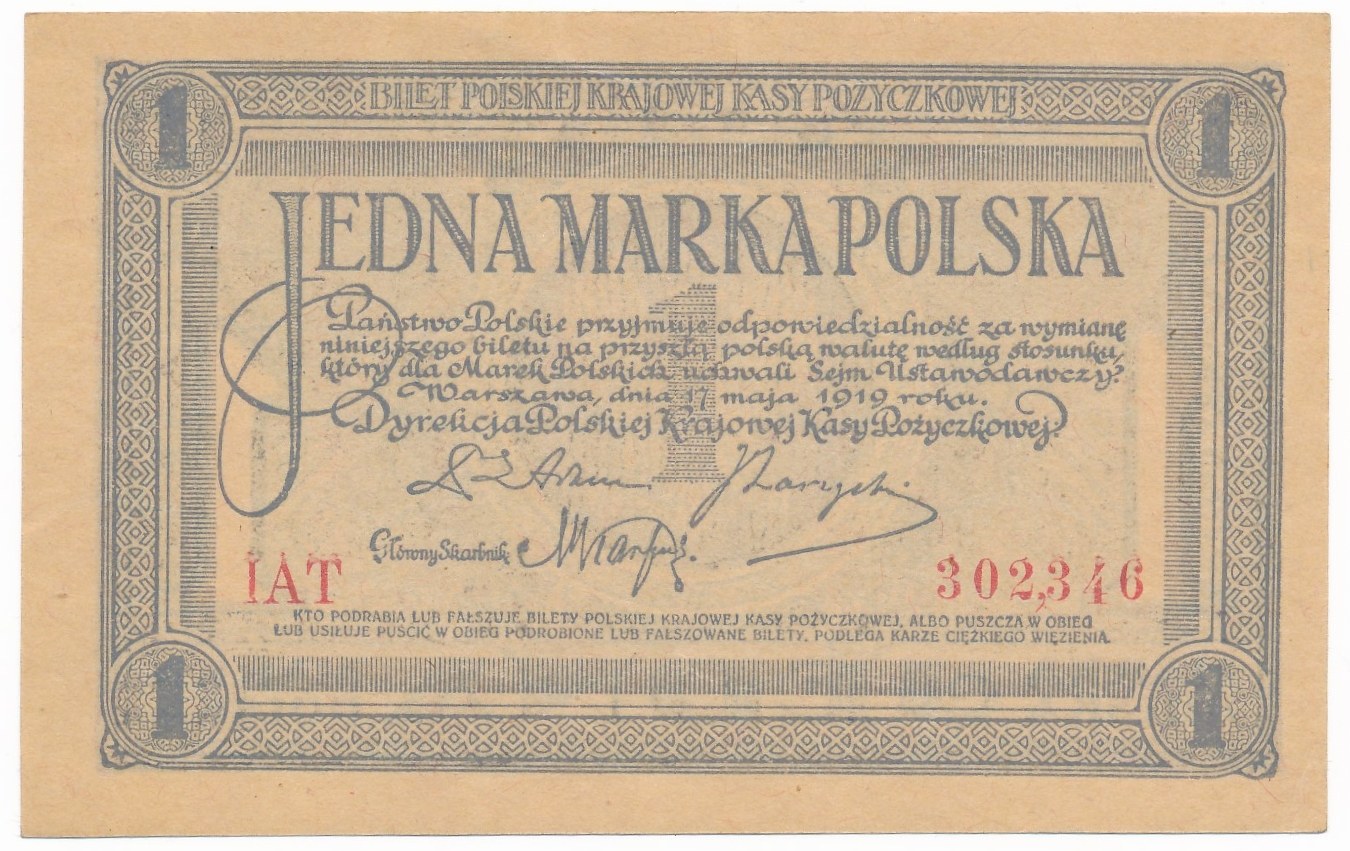 BILET POLSKIEJ KRAJOWEJ KASY POŻYCZKOWEJ
1 1
JEDNA MARKA POLSKA
1
Państwo Polskie przyjmuje odpowiedzialność za wymianę
niniejszego biletu na przyszłą polską walutę według stosunku,
który dla Marek Polskich uchwali Sejm Ustawodawczy.
Warszawa, dnia 17 maja 1919 roku.
Dyrekcja Polskiej Krajowej Kasy Pożyczkowej.
Główny Skarbnik
IAT 302,346
KTO PODRABIA LUB FAŁSZUJE BILETY POLSKIEJ KRAJOWEJ KASY POŻYCZKOWEJ, ALBO PUSZCZA W OBIEG
LUB USIŁUJE PUŚCIĆ W OBIEG PODROBIONE LUB FAŁSZOWANE BILETY, PODLEGA KARZE CIĘŻKIEGO WIĘZIENIA.
1 1